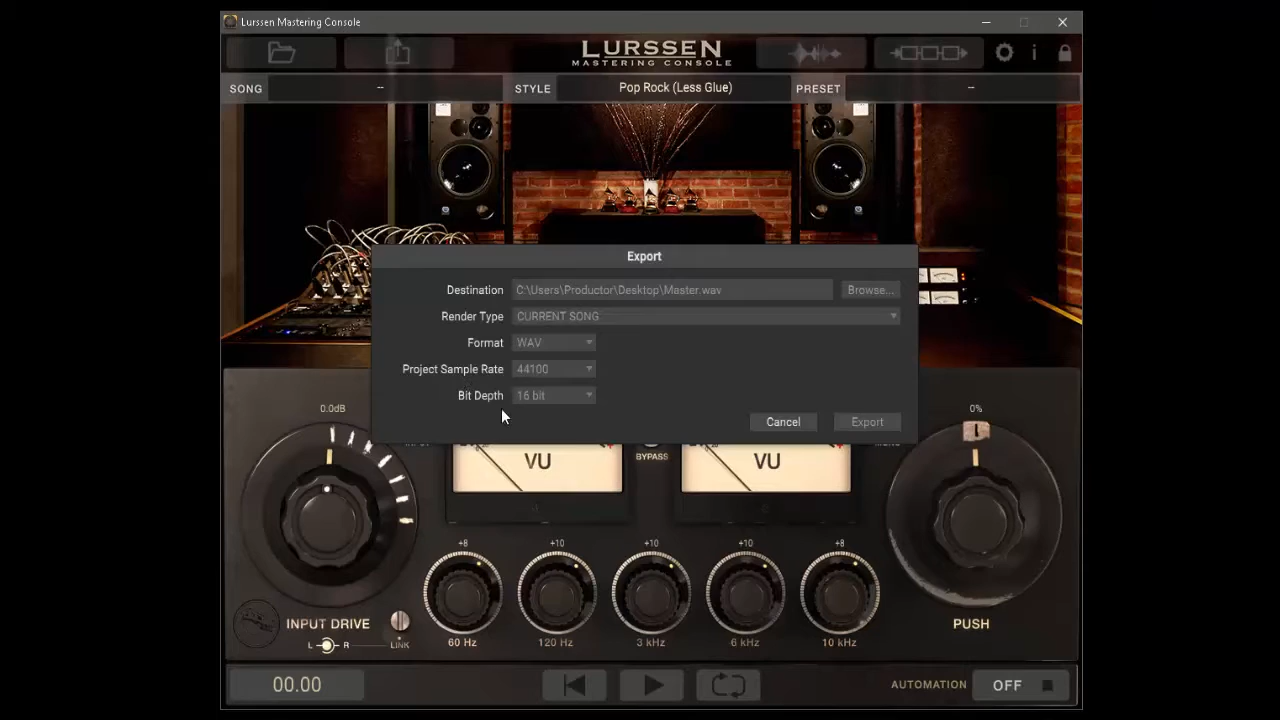 Lurssen Mastering Console
LURSSEN
MASTERING CONSOLE
SONG -- STYLE Pop Rock (Less Glue) PRESET --
Export
Destination C:\Users\Productor\Desktop\Master.wav Browse...
Render Type CURRENT SONG
Format WAV
Project Sample Rate 44100
Bit Depth 16 bit
Cancel Export
0.0dB 0%
VU BYPASS VU
+8 +10 +10 +10 +8
60 Hz 120 Hz 3 kHz 6 kHz 10 kHz
INPUT DRIVE PUSH
L R LINK
00.00 AUTOMATION OFF